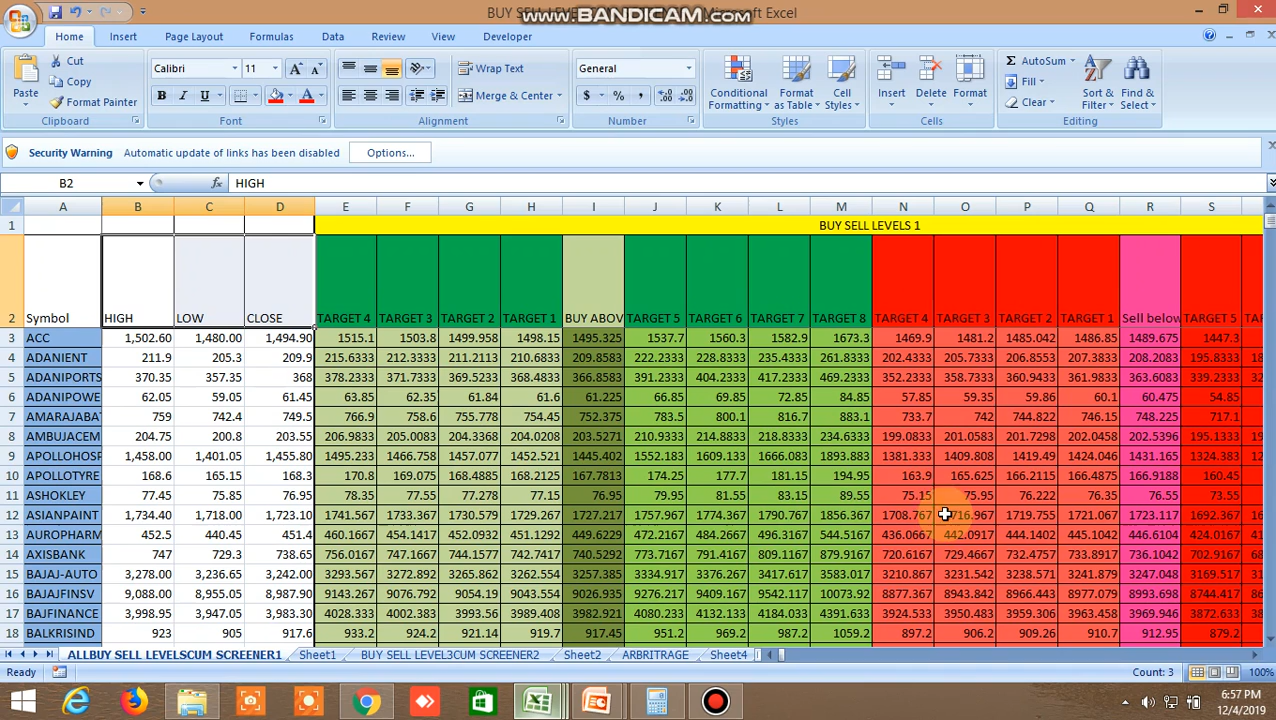 BUY SELL LE
www.BANDICAM.com
Microsoft Excel
Home Insert Page Layout Formulas Data Review View Developer
Paste Cut Copy Format Painter
Calibri 11 A A Wrap Text General
B I U Merge & Center $ % ,
Conditional Formatting Format as Table Cell Styles Insert Delete Format
Σ AutoSum Fill Clear Sort & Filter Find & Select
Clipboard Font Alignment Number Styles Cells Editing
Security Warning Automatic update of links has been disabled Options...
B2 fx HIGH
A B C D E F G H I J K L M N O P Q R S
1 BUY SELL LEVELS 1
2 Symbol HIGH LOW CLOSE TARGET 4 TARGET 3 TARGET 2 TARGET 1 BUY ABOV TARGET 5 TARGET 6 TARGET 7 TARGET 8 TARGET 4 TARGET 3 TARGET 2 TARGET 1 Sell below TARGET 5
3 ACC 1,502.60 1,480.00 1,494.90 1515.1 1503.8 1499.958 1498.15 1495.325 1537.7 1560.3 1582.9 1673.3 1469.9 1481.2 1485.042 1486.85 1489.675 1447.3
4 ADANIENT 211.9 205.3 209.9 215.6333 212.3333 211.2113 210.6833 209.8583 222.2333 228.8333 235.4333 261.8333 202.4333 205.7333 206.8553 207.3833 208.2083 195.8333
5 ADANIPORTS 370.35 357.35 368 378.2333 371.7333 369.5233 368.4833 366.8583 391.2333 404.2333 417.2333 469.2333 352.2333 358.7333 360.9433 361.9833 363.6083 339.2333
6 ADANIPOWE 62.05 59.05 61.45 63.85 62.35 61.84 61.6 61.225 66.85 69.85 72.85 84.85 57.85 59.35 59.86 60.1 60.475 54.85
7 AMARAJABA 759 742.4 749.5 766.9 758.6 755.778 754.45 752.375 783.5 800.1 816.7 883.1 733.7 742 744.822 746.15 748.225 717.1
8 AMBUJACEM 204.75 200.8 203.55 206.9833 205.0083 204.3368 204.0208 203.5271 210.9333 214.8833 218.8333 234.6333 199.0833 201.0583 201.7298 202.0458 202.5396 195.1333
9 APOLLOHOSP 1,458.00 1,401.05 1,455.80 1495.233 1466.758 1457.077 1452.521 1445.402 1552.183 1609.133 1666.083 1893.883 1381.333 1409.808 1419.49 1424.046 1431.165 1324.383
10 APOLLOTYRE 168.6 165.15 168.3 170.8 169.075 168.4885 168.2125 167.7813 174.25 177.7 181.15 194.95 163.9 165.625 166.2115 166.4875 166.9188 160.45
11 ASHOKLEY 77.45 75.85 76.95 78.35 77.55 77.278 77.15 76.95 79.95 81.55 83.15 89.55 75.15 75.95 76.222 76.35 76.55 73.55
12 ASIANPAINT 1,734.40 1,718.00 1,723.10 1741.567 1733.367 1730.579 1729.267 1727.217 1757.967 1774.367 1790.767 1856.367 1708.767 1716.967 1719.755 1721.067 1723.117 1692.367
13 AUROPHARM 452.5 440.45 451.4 460.1667 454.1417 452.0932 451.1292 449.6229 472.2167 484.2667 496.3167 544.5167 436.0667 442.0917 444.1402 445.1042 446.6104 424.0167
14 AXISBANK 747 729.3 738.65 756.0167 747.1667 744.1577 742.7417 740.5292 773.7167 791.4167 809.1167 879.9167 720.6167 729.4667 732.4757 733.8917 736.1042 702.9167
15 BAJAJ-AUTO 3,278.00 3,236.65 3,242.00 3293.567 3272.892 3265.862 3262.554 3257.385 3334.917 3376.267 3417.617 3583.017 3210.867 3231.542 3238.571 3241.879 3247.048 3169.517
16 BAJAJFINSV 9,088.00 8,955.05 8,987.90 9143.267 9076.792 9054.19 9043.554 9026.935 9276.217 9409.167 9542.117 10073.92 8877.367 8943.842 8966.443 8977.079 8993.698 8744.417
17 BAJFINANCE 3,998.95 3,947.05 3,983.30 4028.333 4002.383 3993.56 3989.408 3982.921 4080.233 4132.133 4184.033 4391.633 3924.533 3950.483 3959.306 3963.458 3969.946 3872.633
18 BALKRISIND 923 905 917.6 933.2 924.2 921.14 919.7 917.45 951.2 969.2 987.2 1059.2 897.2 906.2 909.26 910.7 912.95 879.2
ALLBUY SELL LEVELSCUM SCREENER1 Sheet1 BUY SELL LEVEL3CUM SCREENER2 Sheet2 ARBRITRAGE Sheet4
Ready Count: 3 100%
6:57 PM
12/4/2019